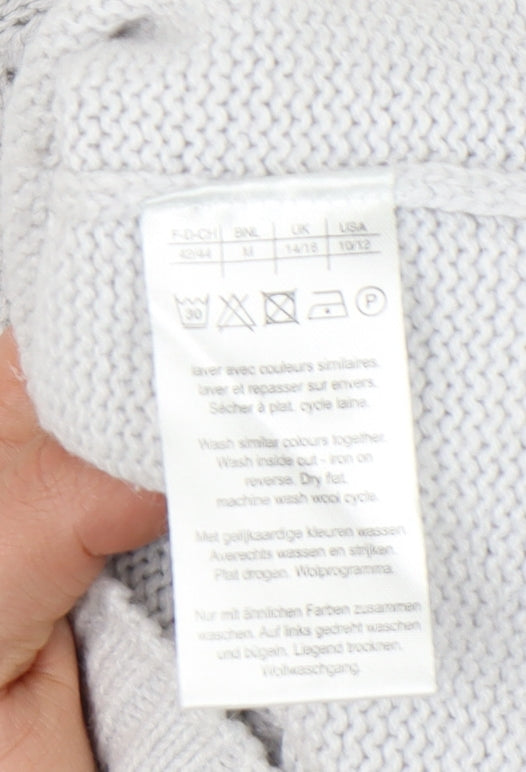 F-D-CH BNL UK USA
42/44 M 14/16 10/12
30 P
laver avec couleurs similaires.
laver et repasser sur envers.
Sécher à plat. cycle laine.
Wash similar colours together.
Wash inside out - iron on
reverse. Dry flat.
machine wash wool cycle.
Met gelijkaardige kleuren wassen.
Averechts wassen en strijken.
Plat drogen. Wolprogramma.
Nur mit ähnlichen Farben zusammen
waschen. Auf links gedreht waschen
und bügeln. Liegend trocknen.
Wollwaschgang.